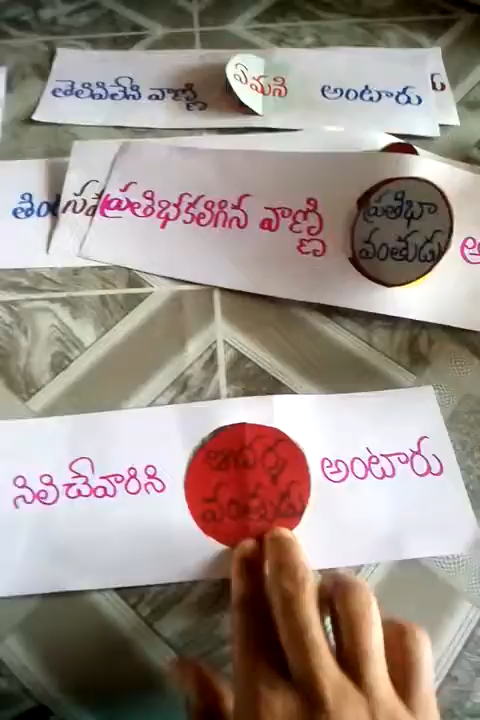 తెలివిలేని వాణ్ణి ఏమని అంటారు
ప్రతిభకలిగిన వాణ్ణి ప్రతిభా
వంతుడు
నిలిచేవారిని ఆదర్శ అంటారు
వంతుడు